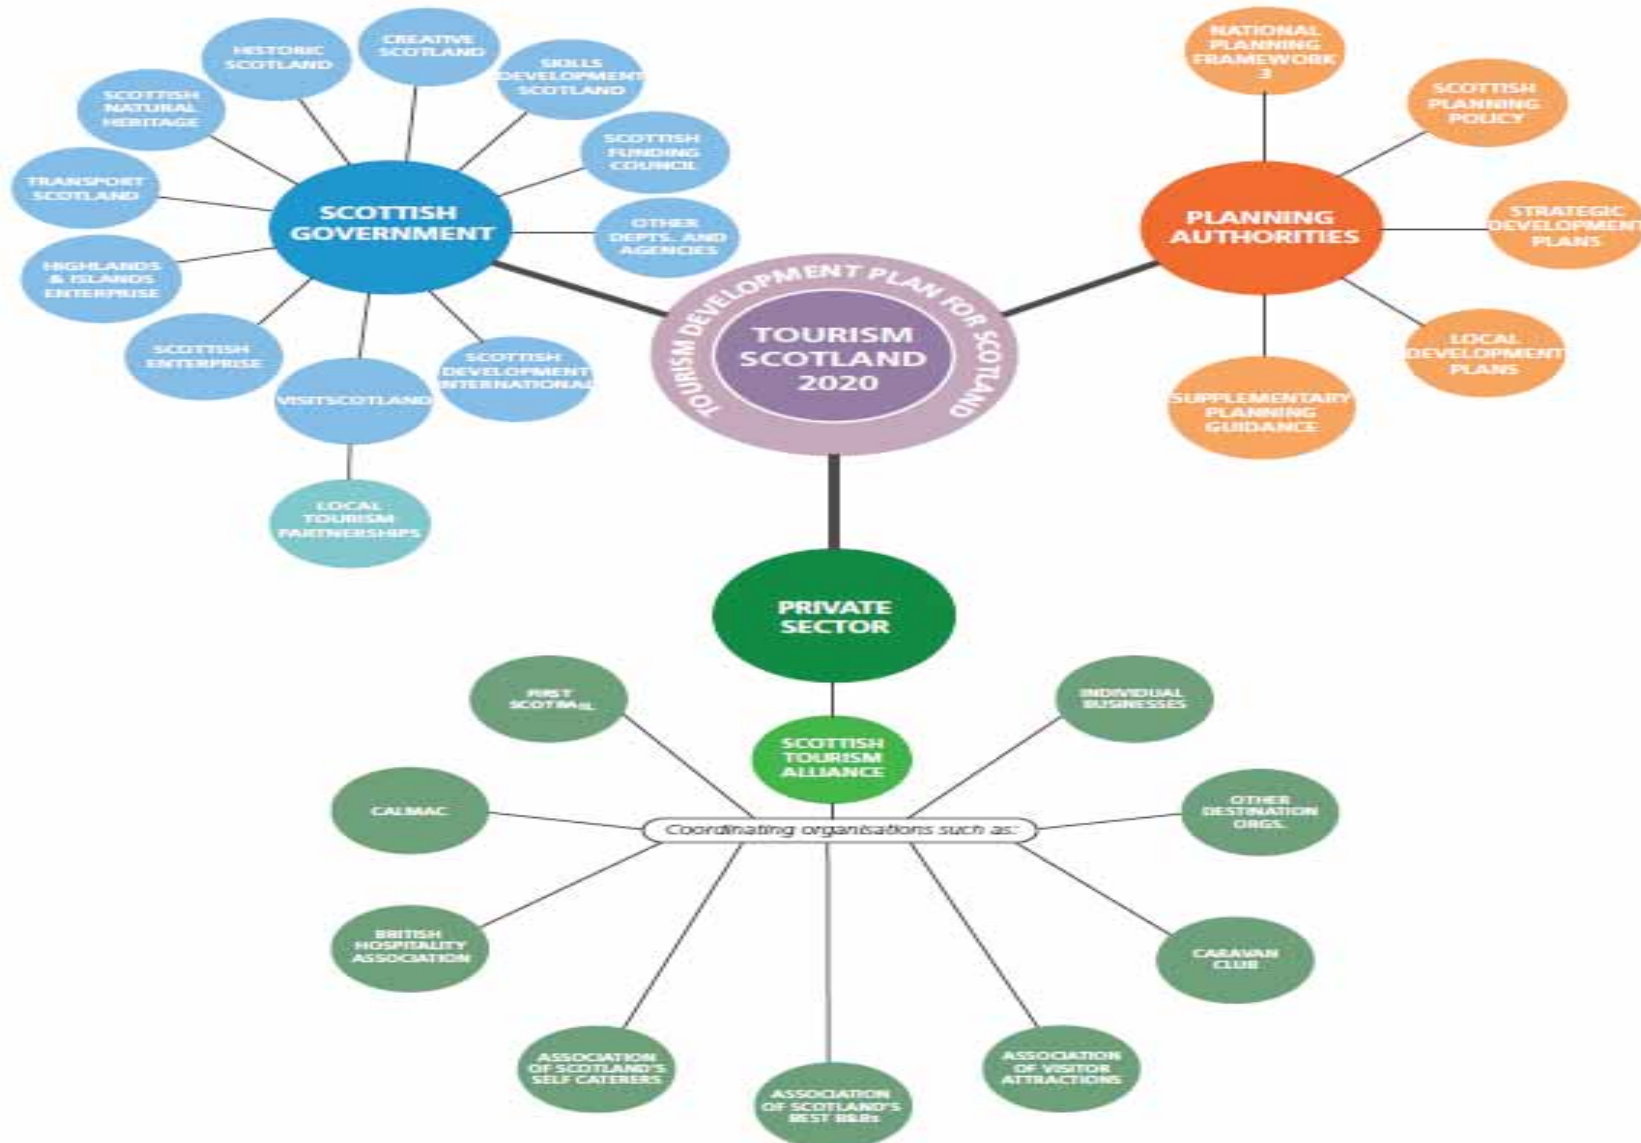 HISTORIC
SCOTLAND
CREATIVE
SCOTLAND
SKILLS
DEVELOPMENT
SCOTLAND
SCOTTISH
NATURAL
HERITAGE
SCOTTISH
FUNDING
COUNCIL
TRANSPORT
SCOTLAND
SCOTTISH
GOVERNMENT
OTHER
DEPTS. AND
AGENCIES
HIGHLANDS
& ISLANDS
ENTERPRISE
SCOTTISH
ENTERPRISE
VISITSCOTLAND
SCOTTISH
DEVELOPMENT
INTERNATIONAL
LOCAL
TOURISM
PARTNERSHIPS
TOURISM DEVELOPMENT PLAN FOR SCOTLAND
TOURISM
SCOTLAND
2020
NATIONAL
PLANNING
FRAMEWORK
3
SCOTTISH
PLANNING
POLICY
PLANNING
AUTHORITIES
STRATEGIC
DEVELOPMENT
PLANS
LOCAL
DEVELOPMENT
PLANS
SUPPLEMENTARY
PLANNING
GUIDANCE
PRIVATE
SECTOR
SCOTTISH
TOURISM
ALLIANCE
Coordinating organisations such as:
FIRST
SCOTRAIL
INDIVIDUAL
BUSINESSES
CALMAC
OTHER
DESTINATION
ORGS.
BRITISH
HOSPITALITY
ASSOCIATION
CARAVAN
CLUB
ASSOCIATION
OF SCOTLAND'S
SELF CATERERS
ASSOCIATION
OF SCOTLAND'S
BEST B&Bs
ASSOCIATION
OF VISITOR
ATTRACTIONS